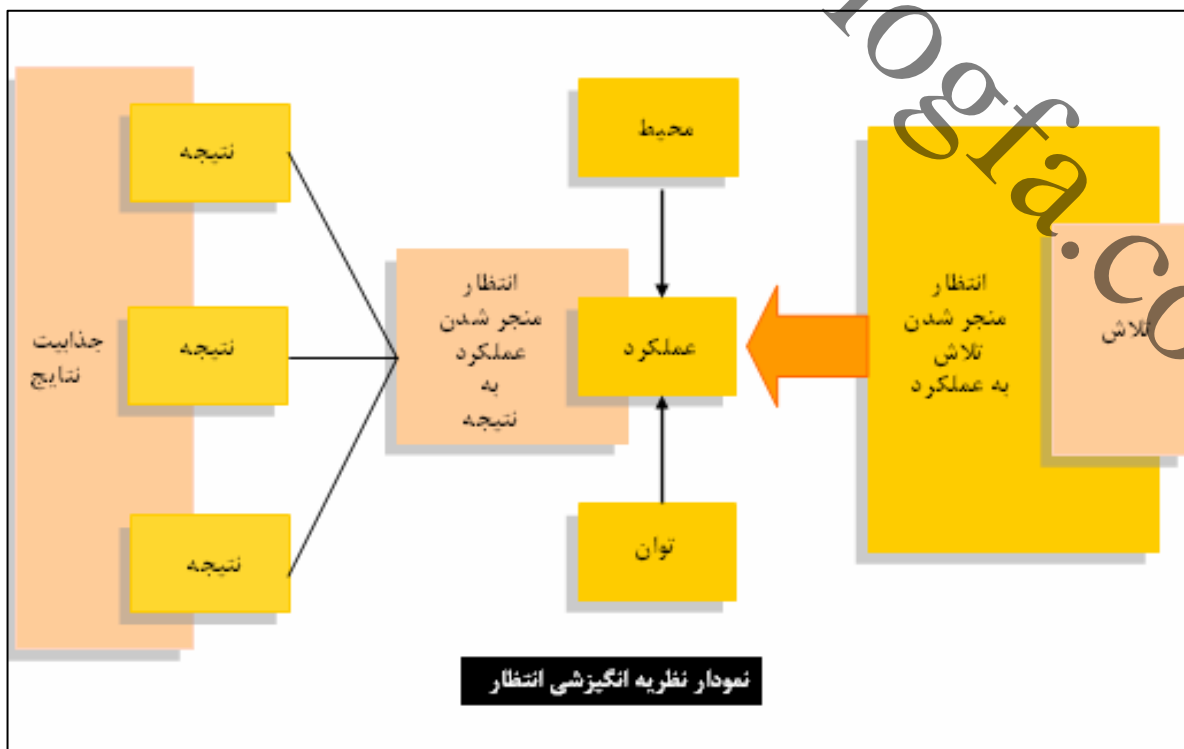 تلاش
انتظار
منجر شدن
تلاش
به عملکرد
محیط
عملکرد
توان
انتظار
منجر شدن
عملکرد
به
نتیجه
نتیجه
نتیجه
نتیجه
جذابیت
نتایج
نمودار نظریه انگیزشی انتظار